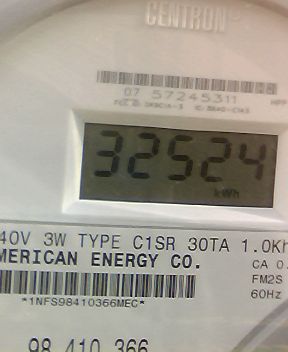 CENTRON®
07 57245311
32524
kWh
40V 3W TYPE C1SR 30TA 1.0Kh
MERICAN ENERGY CO.
CA 0.
FM2S
60Hz
*1NFS98410366MEC*
98 410 366